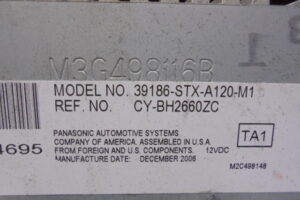 M3G498116B
MODEL NO. 39186-STX-A120-M1
REF. NO. CY-BH2660ZC
4695
PANASONIC AUTOMOTIVE SYSTEMS
COMPANY OF AMERICA. ASSEMBLED IN U.S.A.
FROM FOREIGN AND U.S. COMPONENTS. 12VDC
MANUFACTURE DATE: DECEMBER 2006
TA1
M2C498148